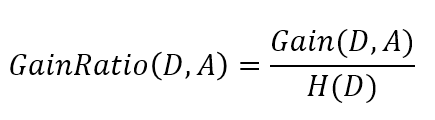 GainRatio(D, A) = Gain(D, A) / H(D)